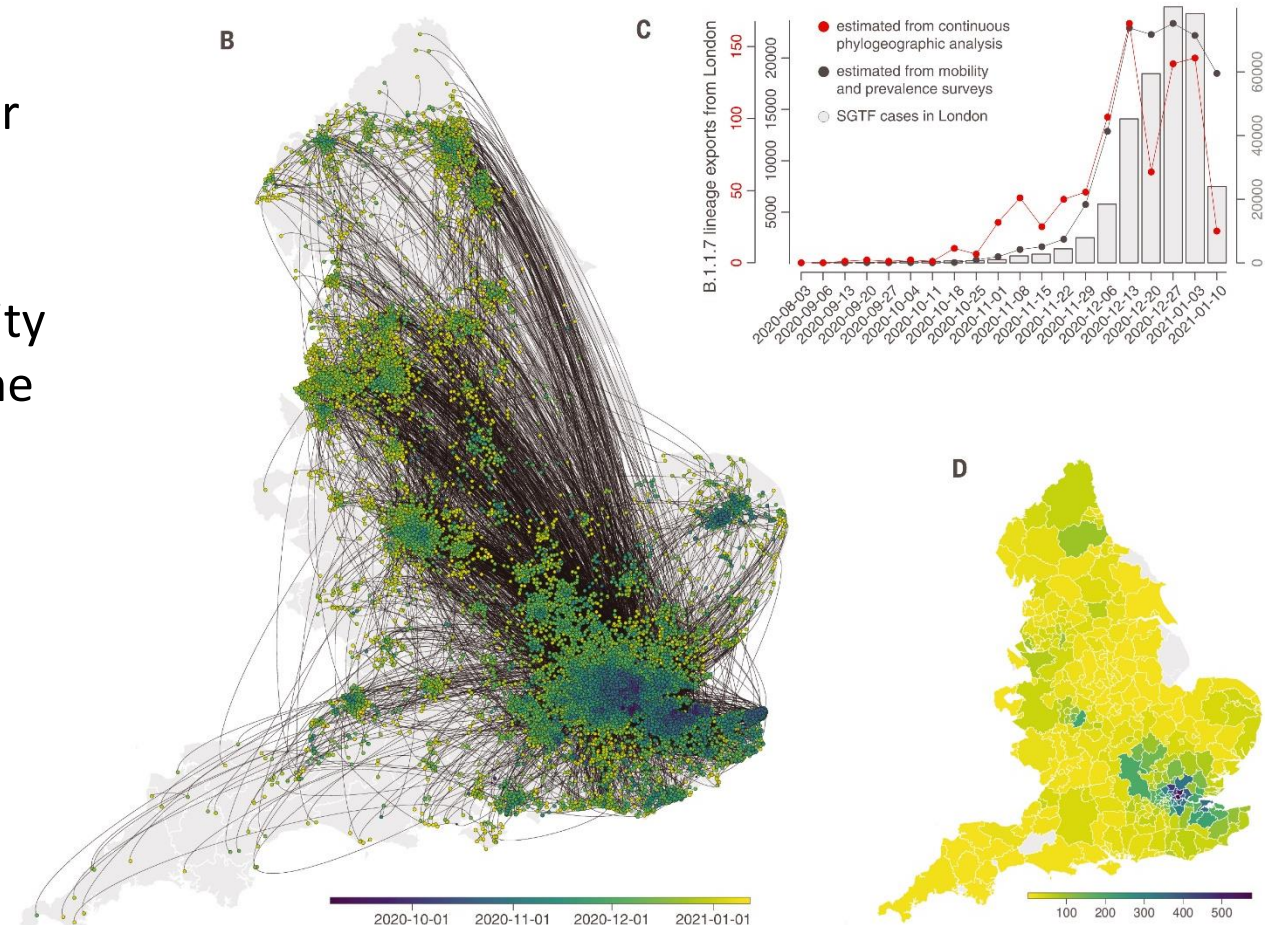 r
ity
ne
B
C
B.1.1.7 lineage exports from London
150
100
50
0
20000
15000
10000
5000
estimated from continuous
phylogeographic analysis
estimated from mobility
and prevalence surveys
SGTF cases in London
60000
40000
20000
0
2020-08-03
2020-09-06
2020-09-13
2020-09-20
2020-09-27
2020-10-04
2020-10-11
2020-10-18
2020-10-25
2020-11-01
2020-11-08
2020-11-15
2020-11-22
2020-11-29
2020-12-06
2020-12-13
2020-12-20
2020-12-27
2021-01-03
2021-01-10
D
2020-10-01 2020-11-01 2020-12-01 2021-01-01
100 200 300 400 500